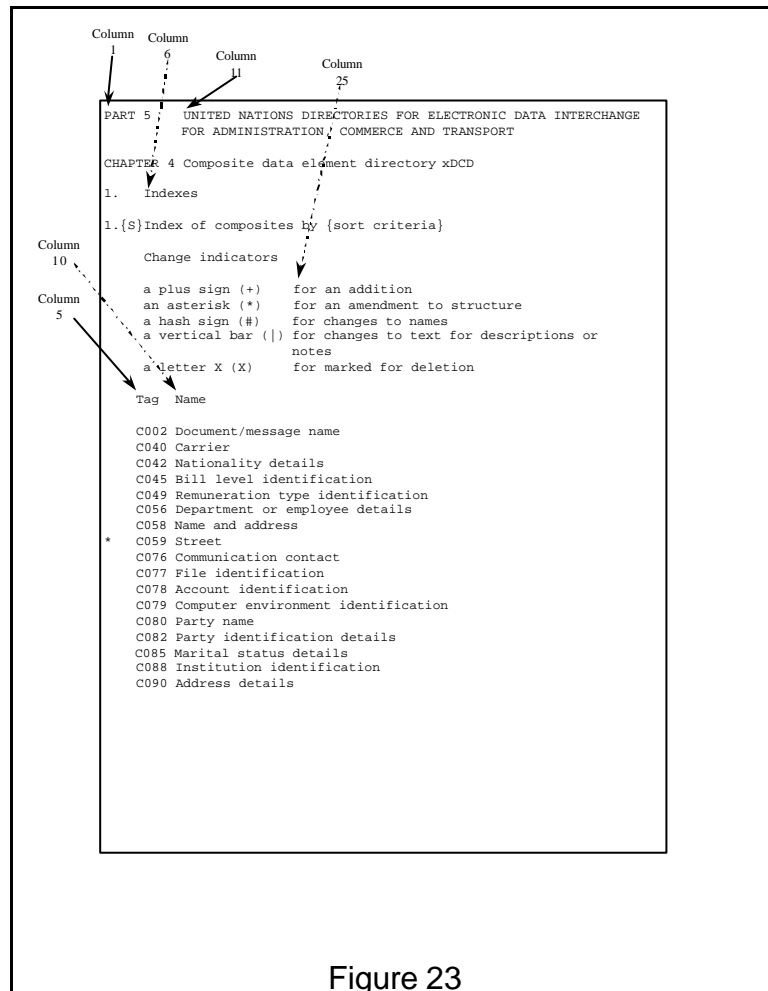 Column
1
Column
6
Column
11
Column
25
PART 5 UNITED NATIONS DIRECTORIES FOR ELECTRONIC DATA INTERCHANGE
FOR ADMINISTRATION, COMMERCE AND TRANSPORT
CHAPTER 4 Composite data element directory xDCD
1. Indexes
1.{S}Index of composites by {sort criteria}
Column
10
Change indicators
Column
5
a plus sign (+) for an addition
an asterisk (*) for an amendment to structure
a hash sign (#) for changes to names
a vertical bar (|) for changes to text for descriptions or
notes
a letter X (X) for marked for deletion
Tag Name
C002 Document/message name
C040 Carrier
C042 Nationality details
C045 Bill level identification
C049 Remuneration type identification
C056 Department or employee details
C058 Name and address
* C059 Street
C076 Communication contact
C077 File identification
C078 Account identification
C079 Computer environment identification
C080 Party name
C082 Party identification details
C085 Marital status details
C088 Institution identification
C090 Address details
Figure 23